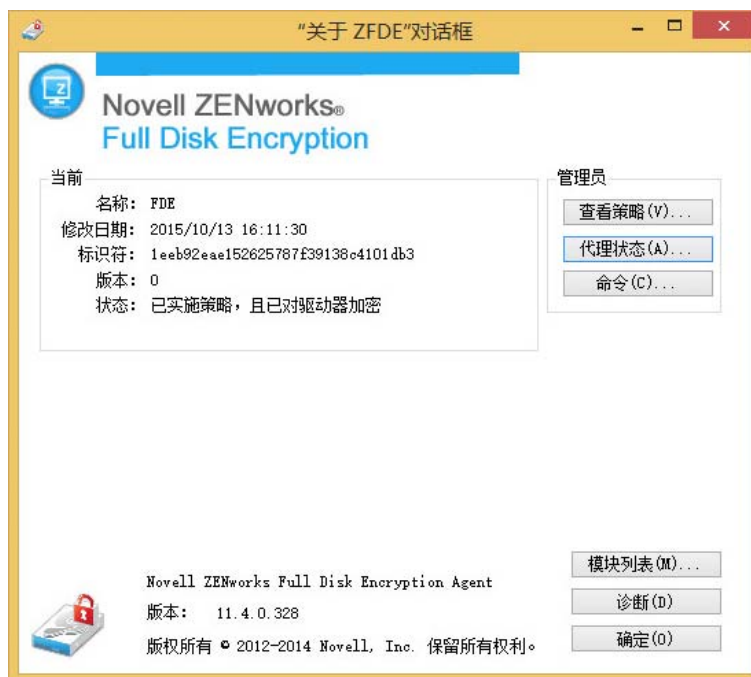 “关于 ZFDE”对话框
Z
Novell ZENworks®
Full Disk Encryption
当前
名称： FDE
修改日期： 2015/10/13 16:11:30
标识符： 1eeb92eae152625787f39138c4101db3
版本： 0
状态： 已实施策略，且已对驱动器加密
管理员
查看策略(V)...
代理状态(A)...
命令(C)...
Novell ZENworks Full Disk Encryption Agent
版本： 11.4.0.328
版权所有 © 2012-2014 Novell, Inc. 保留所有权利。
模块列表(M)...
诊断(D)
确定(O)